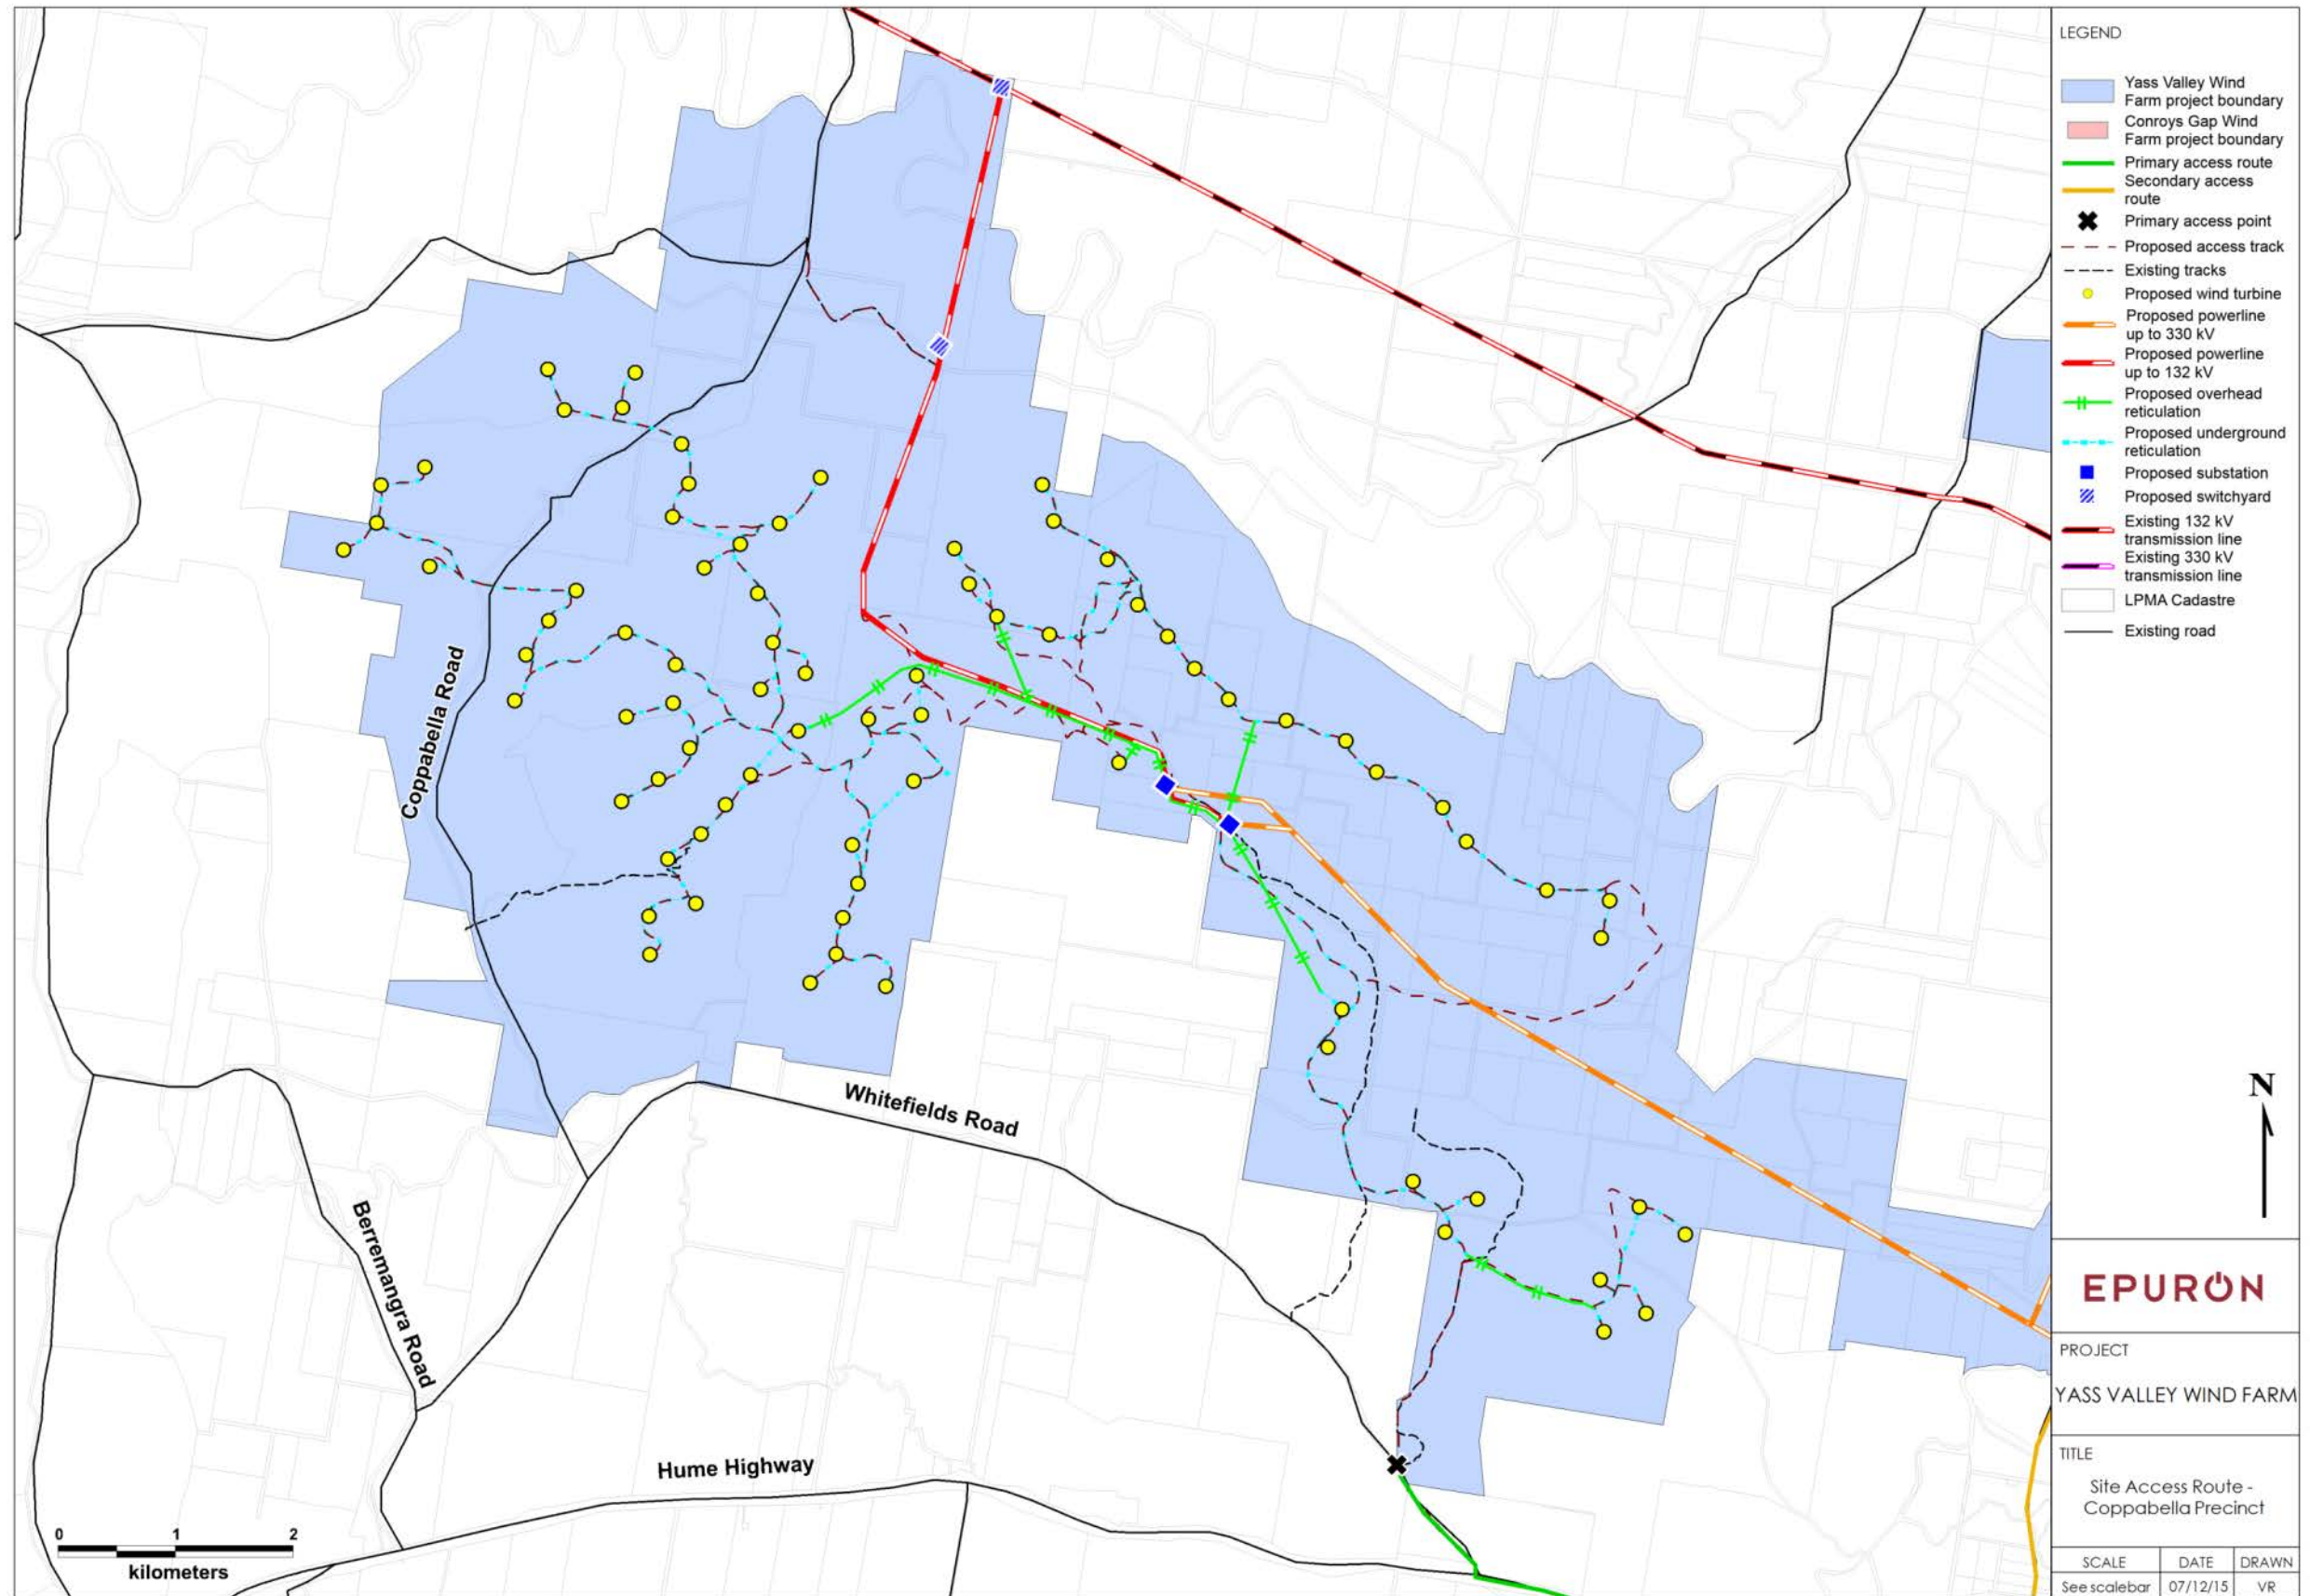 LEGEND
Yass Valley Wind
Farm project boundary
Conroys Gap Wind
Farm project boundary
Primary access route
Secondary access
route
Primary access point
Proposed access track
Existing tracks
Proposed wind turbine
Proposed powerline
up to 330 kV
Proposed powerline
up to 132 kV
Proposed overhead
reticulation
Proposed underground
reticulation
Proposed substation
Proposed switchyard
Existing 132 kV
transmission line
Existing 330 kV
transmission line
LPMA Cadastre
Existing road
Coppabella Road
Whitefields Road
Berremangra Road
Hume Highway
0 1 2
kilometers
N
EPURON
PROJECT
YASS VALLEY WIND FARM
TITLE
Site Access Route -
Coppabella Precinct
SCALE DATE DRAWN
See scalebar 07/12/15 VR